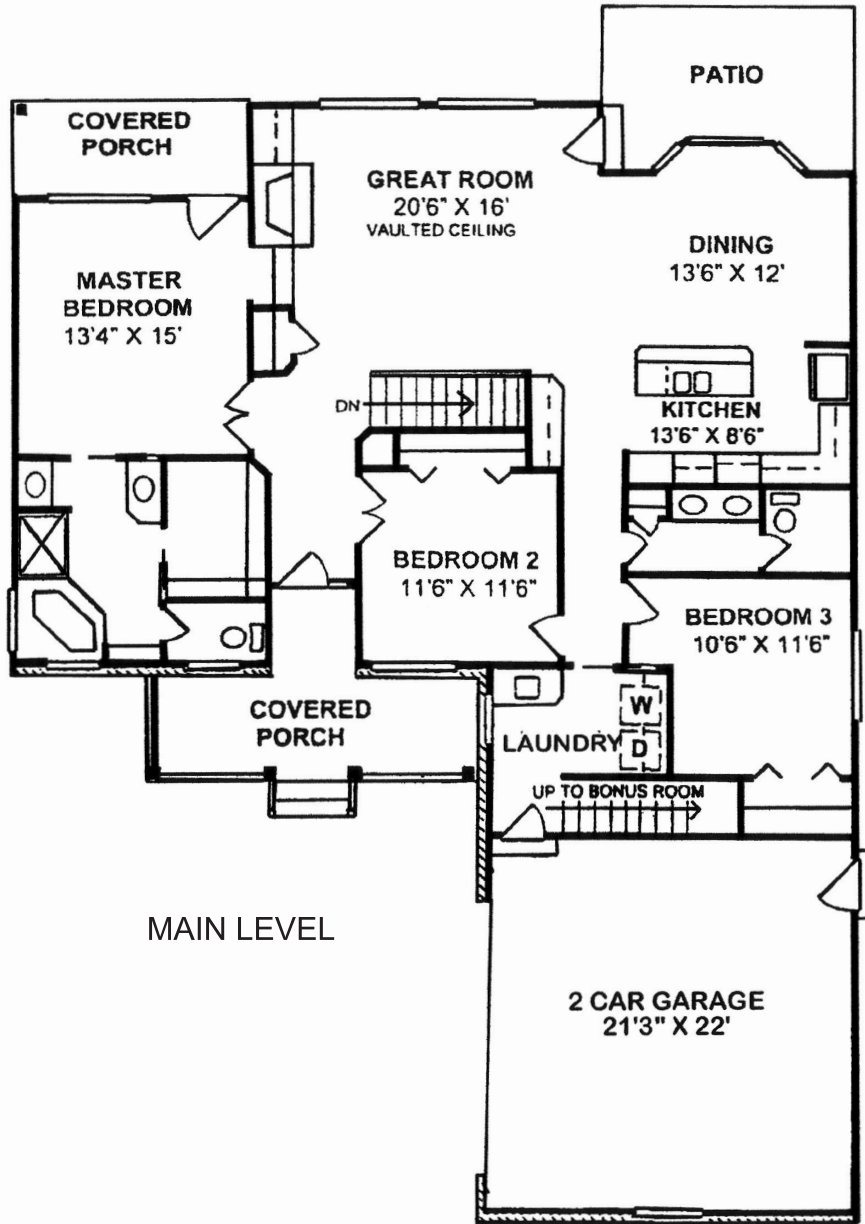 PATIO
COVERED
PORCH
GREAT ROOM
20'6" X 16'
VAULTED CEILING
DINING
13'6" X 12'
MASTER
BEDROOM
13'4" X 15'
DN
KITCHEN
13'6" X 8'6"
BEDROOM 2
11'6" X 11'6"
BEDROOM 3
10'6" X 11'6"
COVERED
PORCH
W
LAUNDRY
D
UP TO BONUS ROOM
MAIN LEVEL
2 CAR GARAGE
21'3" X 22'